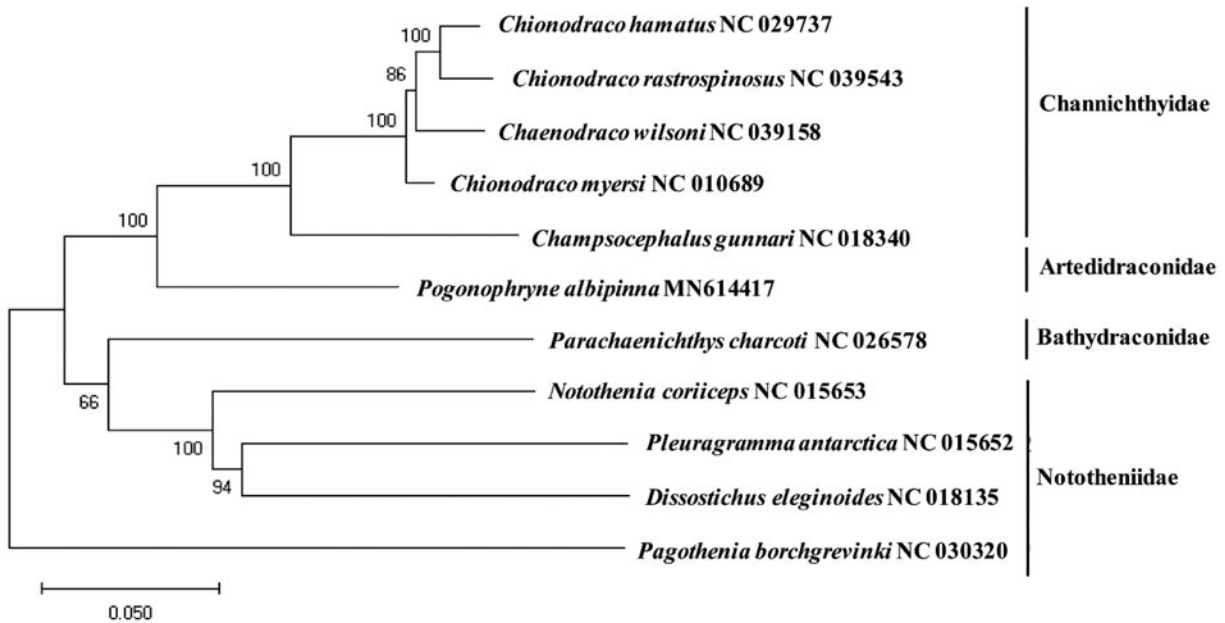 Chionodraco hamatus NC 029737
100
Chionodraco rastrospinosus NC 039543
86
Channichthyidae
Chaenodraco wilsoni NC 039158
100
Chionodraco myersi NC 010689
100
100
Champsocephalus gunnari NC 018340
Artedidraconidae
Pogonophryne albipinna MN614417
Parachaenichthys charcoti NC 026578
Bathydraconidae
66
Notothenia coriiceps NC 015653
100
Pleuragramma antarctica NC 015652
Nototheniidae
94
Dissostichus eleginoides NC 018135
Pagothenia borchgrevinki NC 030320
0.050